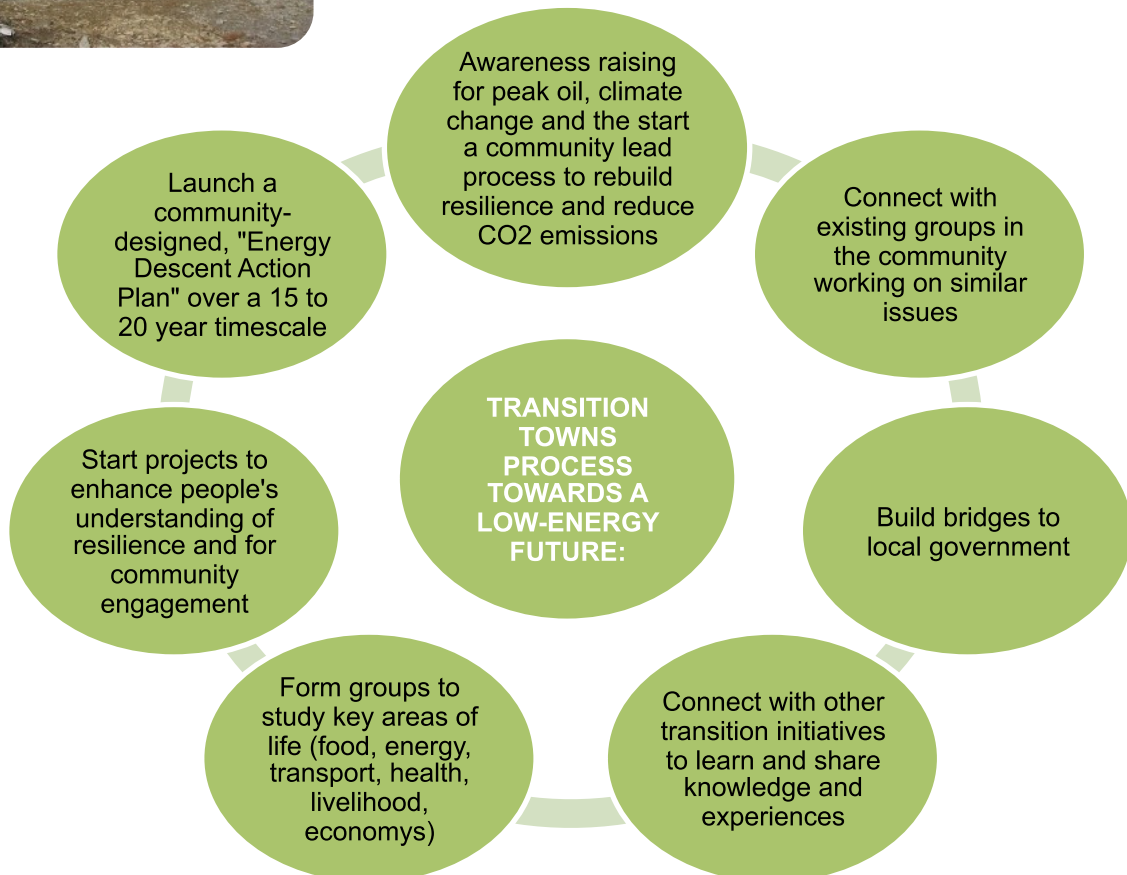 Awareness raising
for peak oil, climate
change and the start
a community lead
process to rebuild
resilience and reduce
CO2 emissions
Connect with
existing groups in
the community
working on similar
issues
Build bridges to
local government
Connect with other
transition initiatives
to learn and share
knowledge and
experiences
Form groups to
study key areas of
life (food, energy,
transport, health,
livelihood,
economys)
Start projects to
enhance people's
understanding of
resilience and for
community
engagement
Launch a
community-
designed, "Energy
Descent Action
Plan" over a 15 to
20 year timescale
TRANSITION
TOWNS
PROCESS
TOWARDS A
LOW-ENERGY
FUTURE: